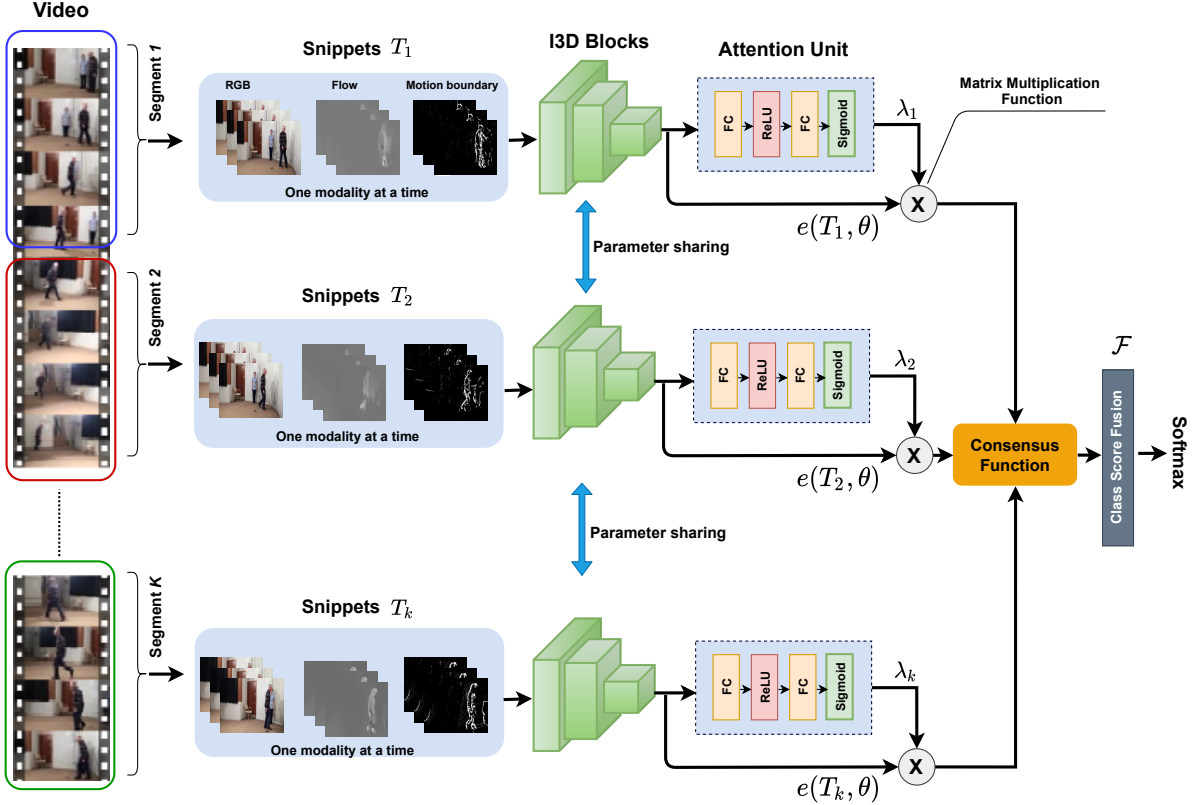 Video
Segment 1
Snippets T₁
RGB
Flow
Motion boundary
One modality at a time
I3D Blocks
Attention Unit
FC
ReLU
FC
Sigmoid
λ₁
Matrix Multiplication
Function
X
e(T₁, θ)
Parameter sharing
Segment 2
Snippets T₂
One modality at a time
FC
ReLU
FC
Sigmoid
λ₂
X
e(T₂, θ)
Consensus
Function
ℱ
Class Score Fusion
Softmax
Parameter sharing
Segment K
Snippets Tₖ
One modality at a time
FC
ReLU
FC
Sigmoid
λₖ
X
e(Tₖ, θ)